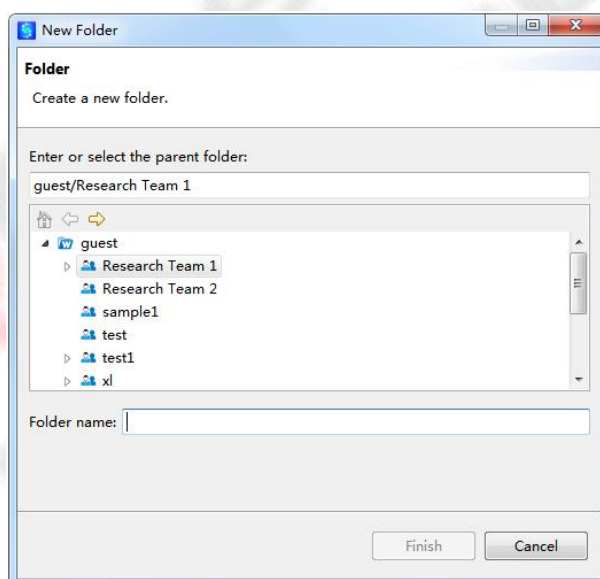 New Folder
Folder
Create a new folder.
Enter or select the parent folder:
guest/Research Team 1
guest
Research Team 1
Research Team 2
sample1
test
test1
xl
Folder name:
Finish
Cancel